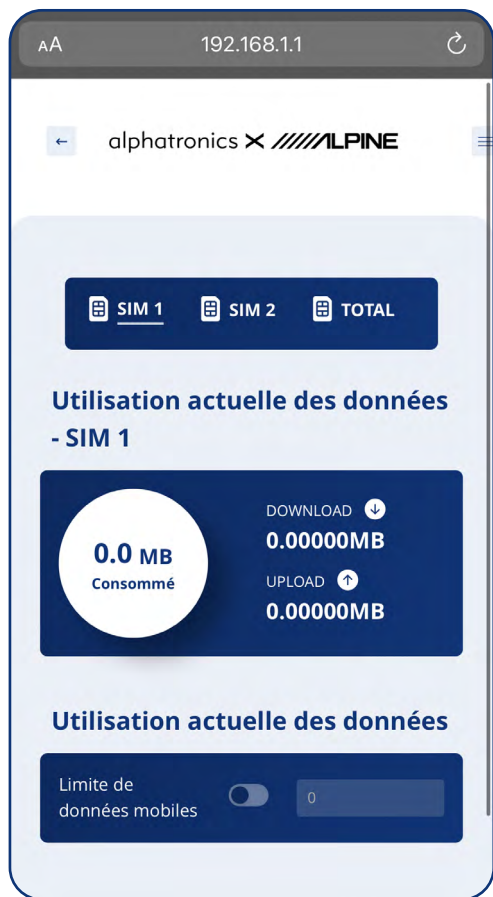 AA 192.168.1.1
alphatronics X ALPINE
SIM 1 SIM 2 TOTAL
Utilisation actuelle des données
- SIM 1
0.0 MB
Consommé
DOWNLOAD
0.00000MB
UPLOAD
0.00000MB
Utilisation actuelle des données
Limite de
données mobiles
0